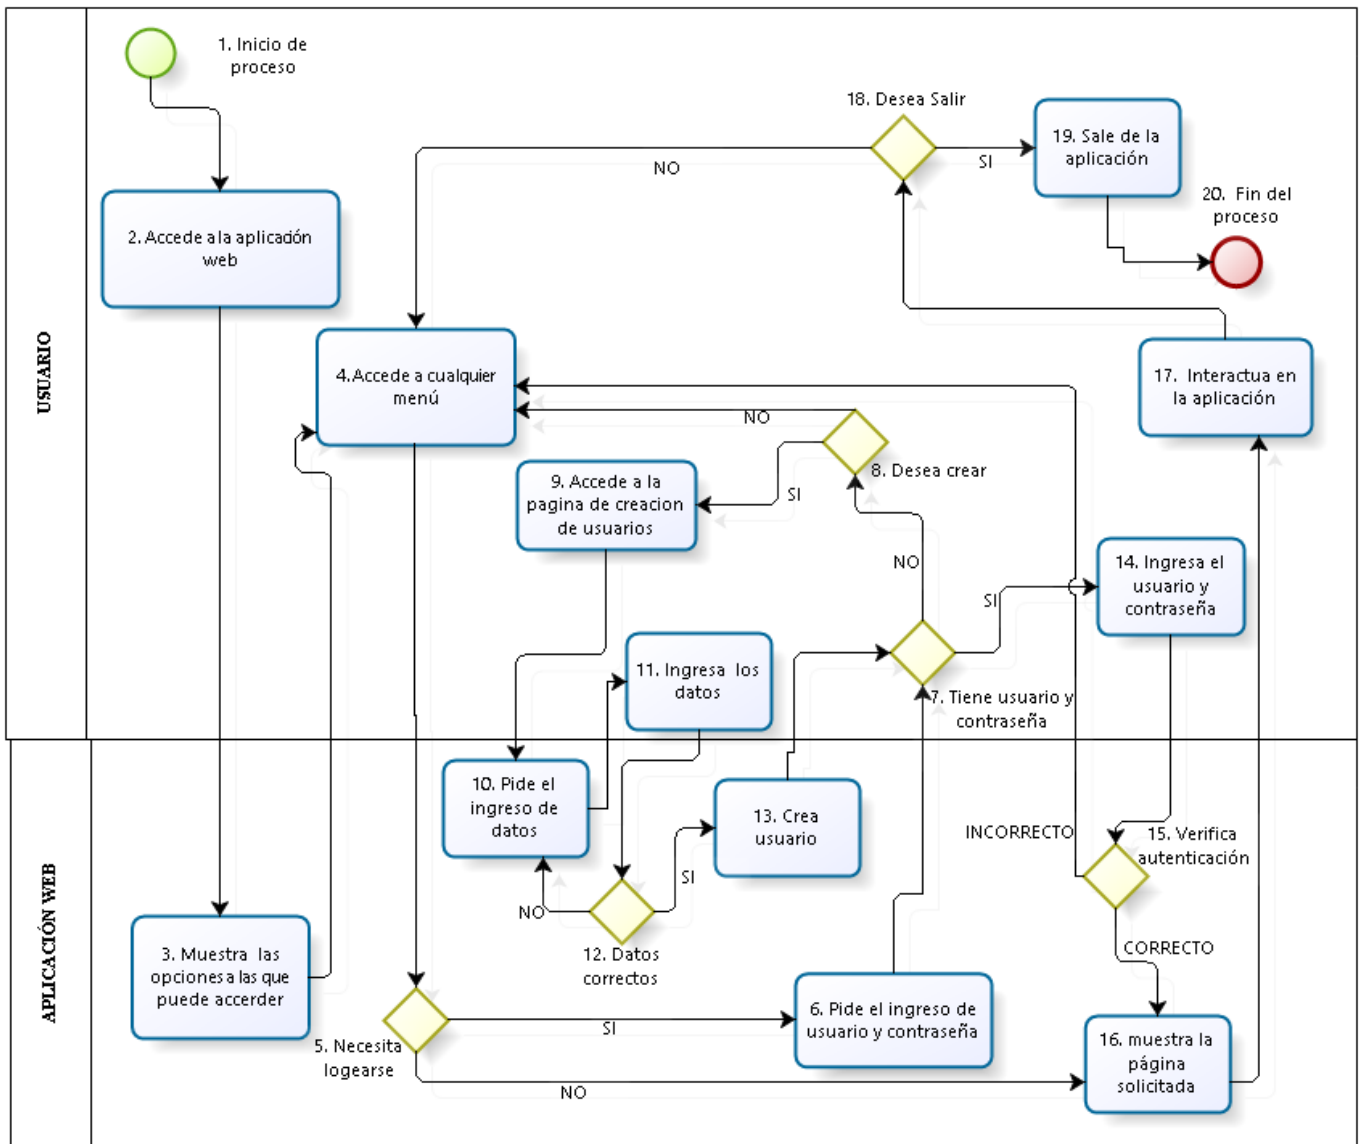 1. Inicio de
proceso
18. Desea Salir
19. Sale de la
aplicación
NO
SI
20. Fin del
proceso
2. Accede a la aplicación
web
USUARIO
4.Accede a cualquier
menú
17. Interactua en
la aplicación
NO
8. Desea crear
9. Accede a la
pagina de creacion
de usuarios
SI
NO
14. Ingresa el
usuario y
contraseña
SI
11. Ingresa los
datos
7. Tiene usuario y
contraseña
10. Pide el
ingreso de
datos
13. Crea
usuario
INCORRECTO
15. Verifica
autenticación
SI
NO
12. Datos
correctos
CORRECTO
APLICACIÓN WEB
3. Muestra las
opciones a las que
puede accerder
6. Pide el ingreso de
usuario y contraseña
SI
5. Necesita
logearse
16. muestra la
página
solicitada
NO